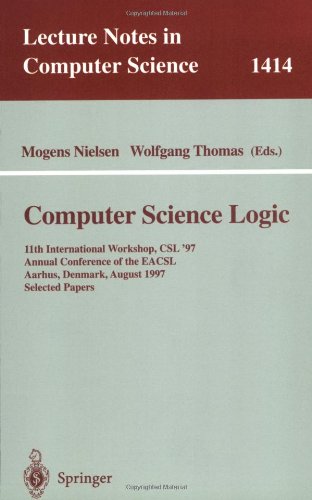 Lecture Notes in
Computer Science 1414
Mogens Nielsen Wolfgang Thomas (Eds.)
Computer Science Logic
11th International Workshop, CSL '97
Annual Conference of the EACSL
Aarhus, Denmark, August 1997
Selected Papers
Springer